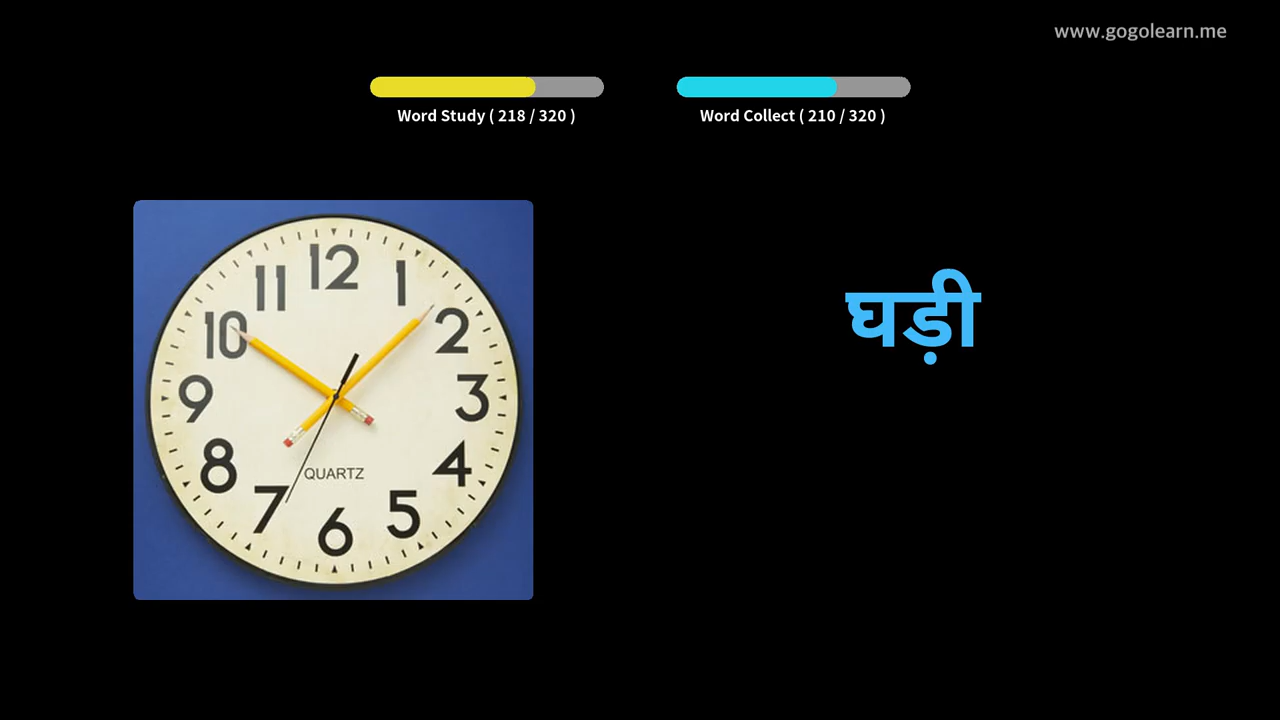 www.gogolearn.me
Word Study ( 218 / 320 )
Word Collect ( 210 / 320 )
12
11
1
10
2
9
3
8
4
QUARTZ
7
5
6
घड़ी